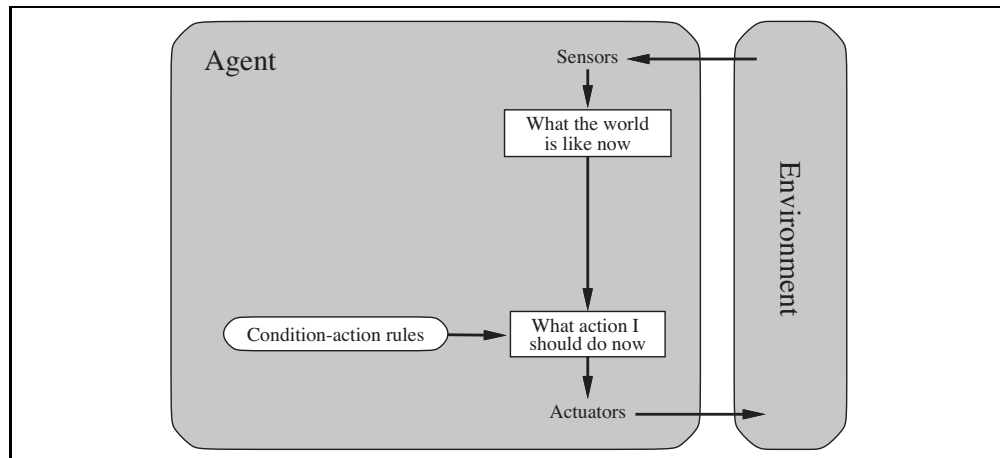 Agent
Sensors
What the world
is like now
Environment
Condition-action rules
What action I
should do now
Actuators